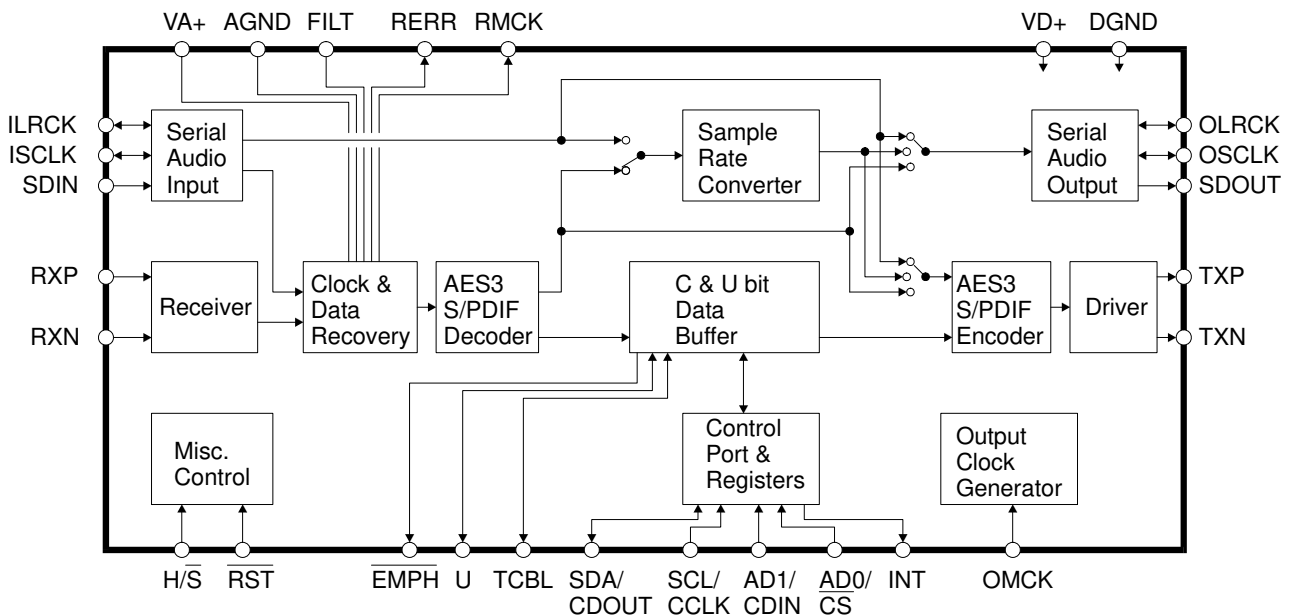 VA+ AGND FILT RERR RMCK VD+ DGND
ILRCK
ISCLK
SDIN
RXP
RXN
Serial
Audio
Input
Sample
Rate
Converter
Serial
Audio
Output
OLRCK
OSCLK
SDOUT
Receiver
Clock &
Data
Recovery
AES3
S/PDIF
Decoder
C & U bit
Data
Buffer
AES3
S/PDIF
Encoder
Driver
TXP
TXN
Misc.
Control
Control
Port &
Registers
Output
Clock
Generator
H/S̅ R̅S̅T̅ E̅M̅P̅H̅ U TCBL SDA/ SCL/ AD1/ AD0/ INT OMCK
CDOUT CCLK CDIN C̅S̅